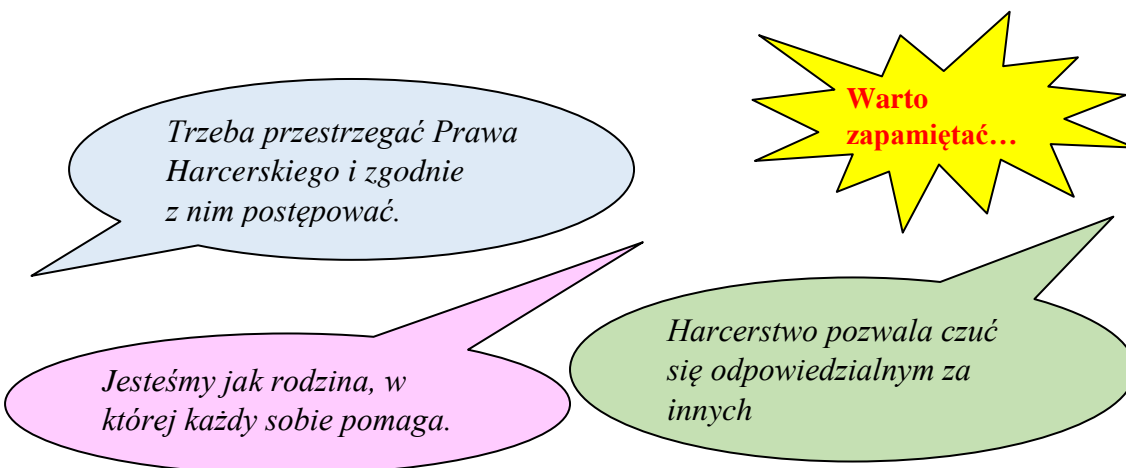 Warto
zapamiętać…
Trzeba przestrzegać Prawa
Harcerskiego i zgodnie
z nim postępować.
Harcerstwo pozwala czuć
się odpowiedzialnym za
innych
Jesteśmy jak rodzina, w
której każdy sobie pomaga.